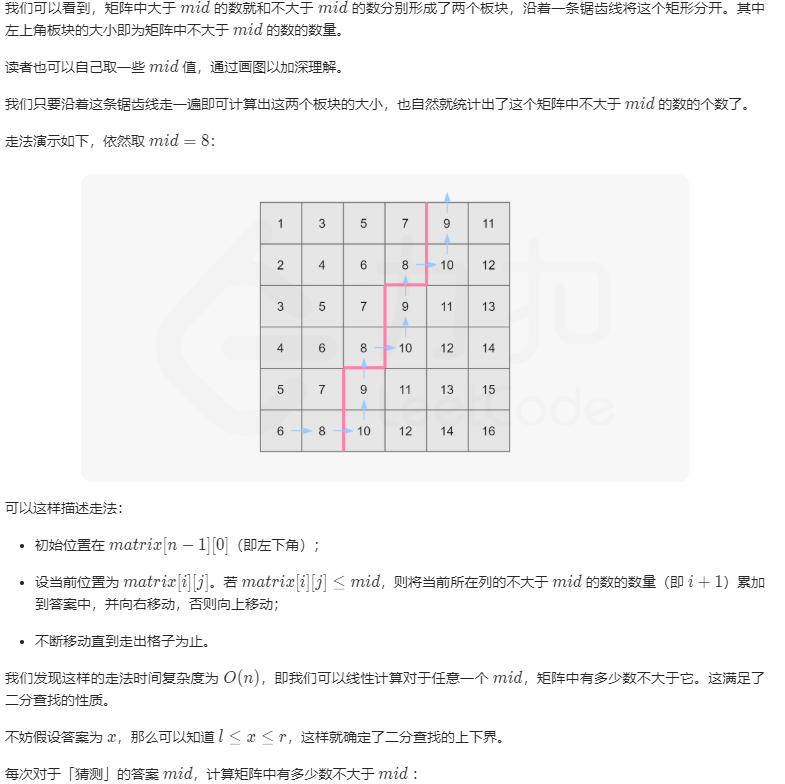 我们可以看到，矩阵中大于 mid 的数就和不大于 mid 的数分别形成了两个板块，沿着一条锯齿线将这个矩形分开。其中
左上角板块的大小即为矩阵中不大于 mid 的数的数量。
读者也可以自己取一些 mid 值，通过画图以加深理解。
我们只要沿着这条锯齿线走一遍即可计算出这两个板块的大小，也自然就统计出了这个矩阵中不大于 mid 的数的个数了。
走法演示如下，依然取 mid = 8：
1 3 5 7 9 11
2 4 6 8 10 12
3 5 7 9 11 13
4 6 8 10 12 14
5 7 9 11 13 15
6 8 10 12 14 16
力扣
LeetCode
可以这样描述走法：
• 初始位置在 matrix[n − 1][0]（即左下角）；
• 设当前位置为 matrix[i][j]。若 matrix[i][j] ≤ mid，则将当前所在列的不大于 mid 的数的数量（即 i + 1）累加
到答案中，并向右移动，否则向上移动；
• 不断移动直到走出格子为止。
我们发现这样的走法时间复杂度为 O(n)，即我们可以线性计算对于任意一个 mid，矩阵中有多少数不大于它。这满足了
二分查找的性质。
不妨假设答案为 x，那么可以知道 l ≤ x ≤ r，这样就确定了二分查找的上下界。
每次对于「猜测」的答案 mid，计算矩阵中有多少数不大于 mid：